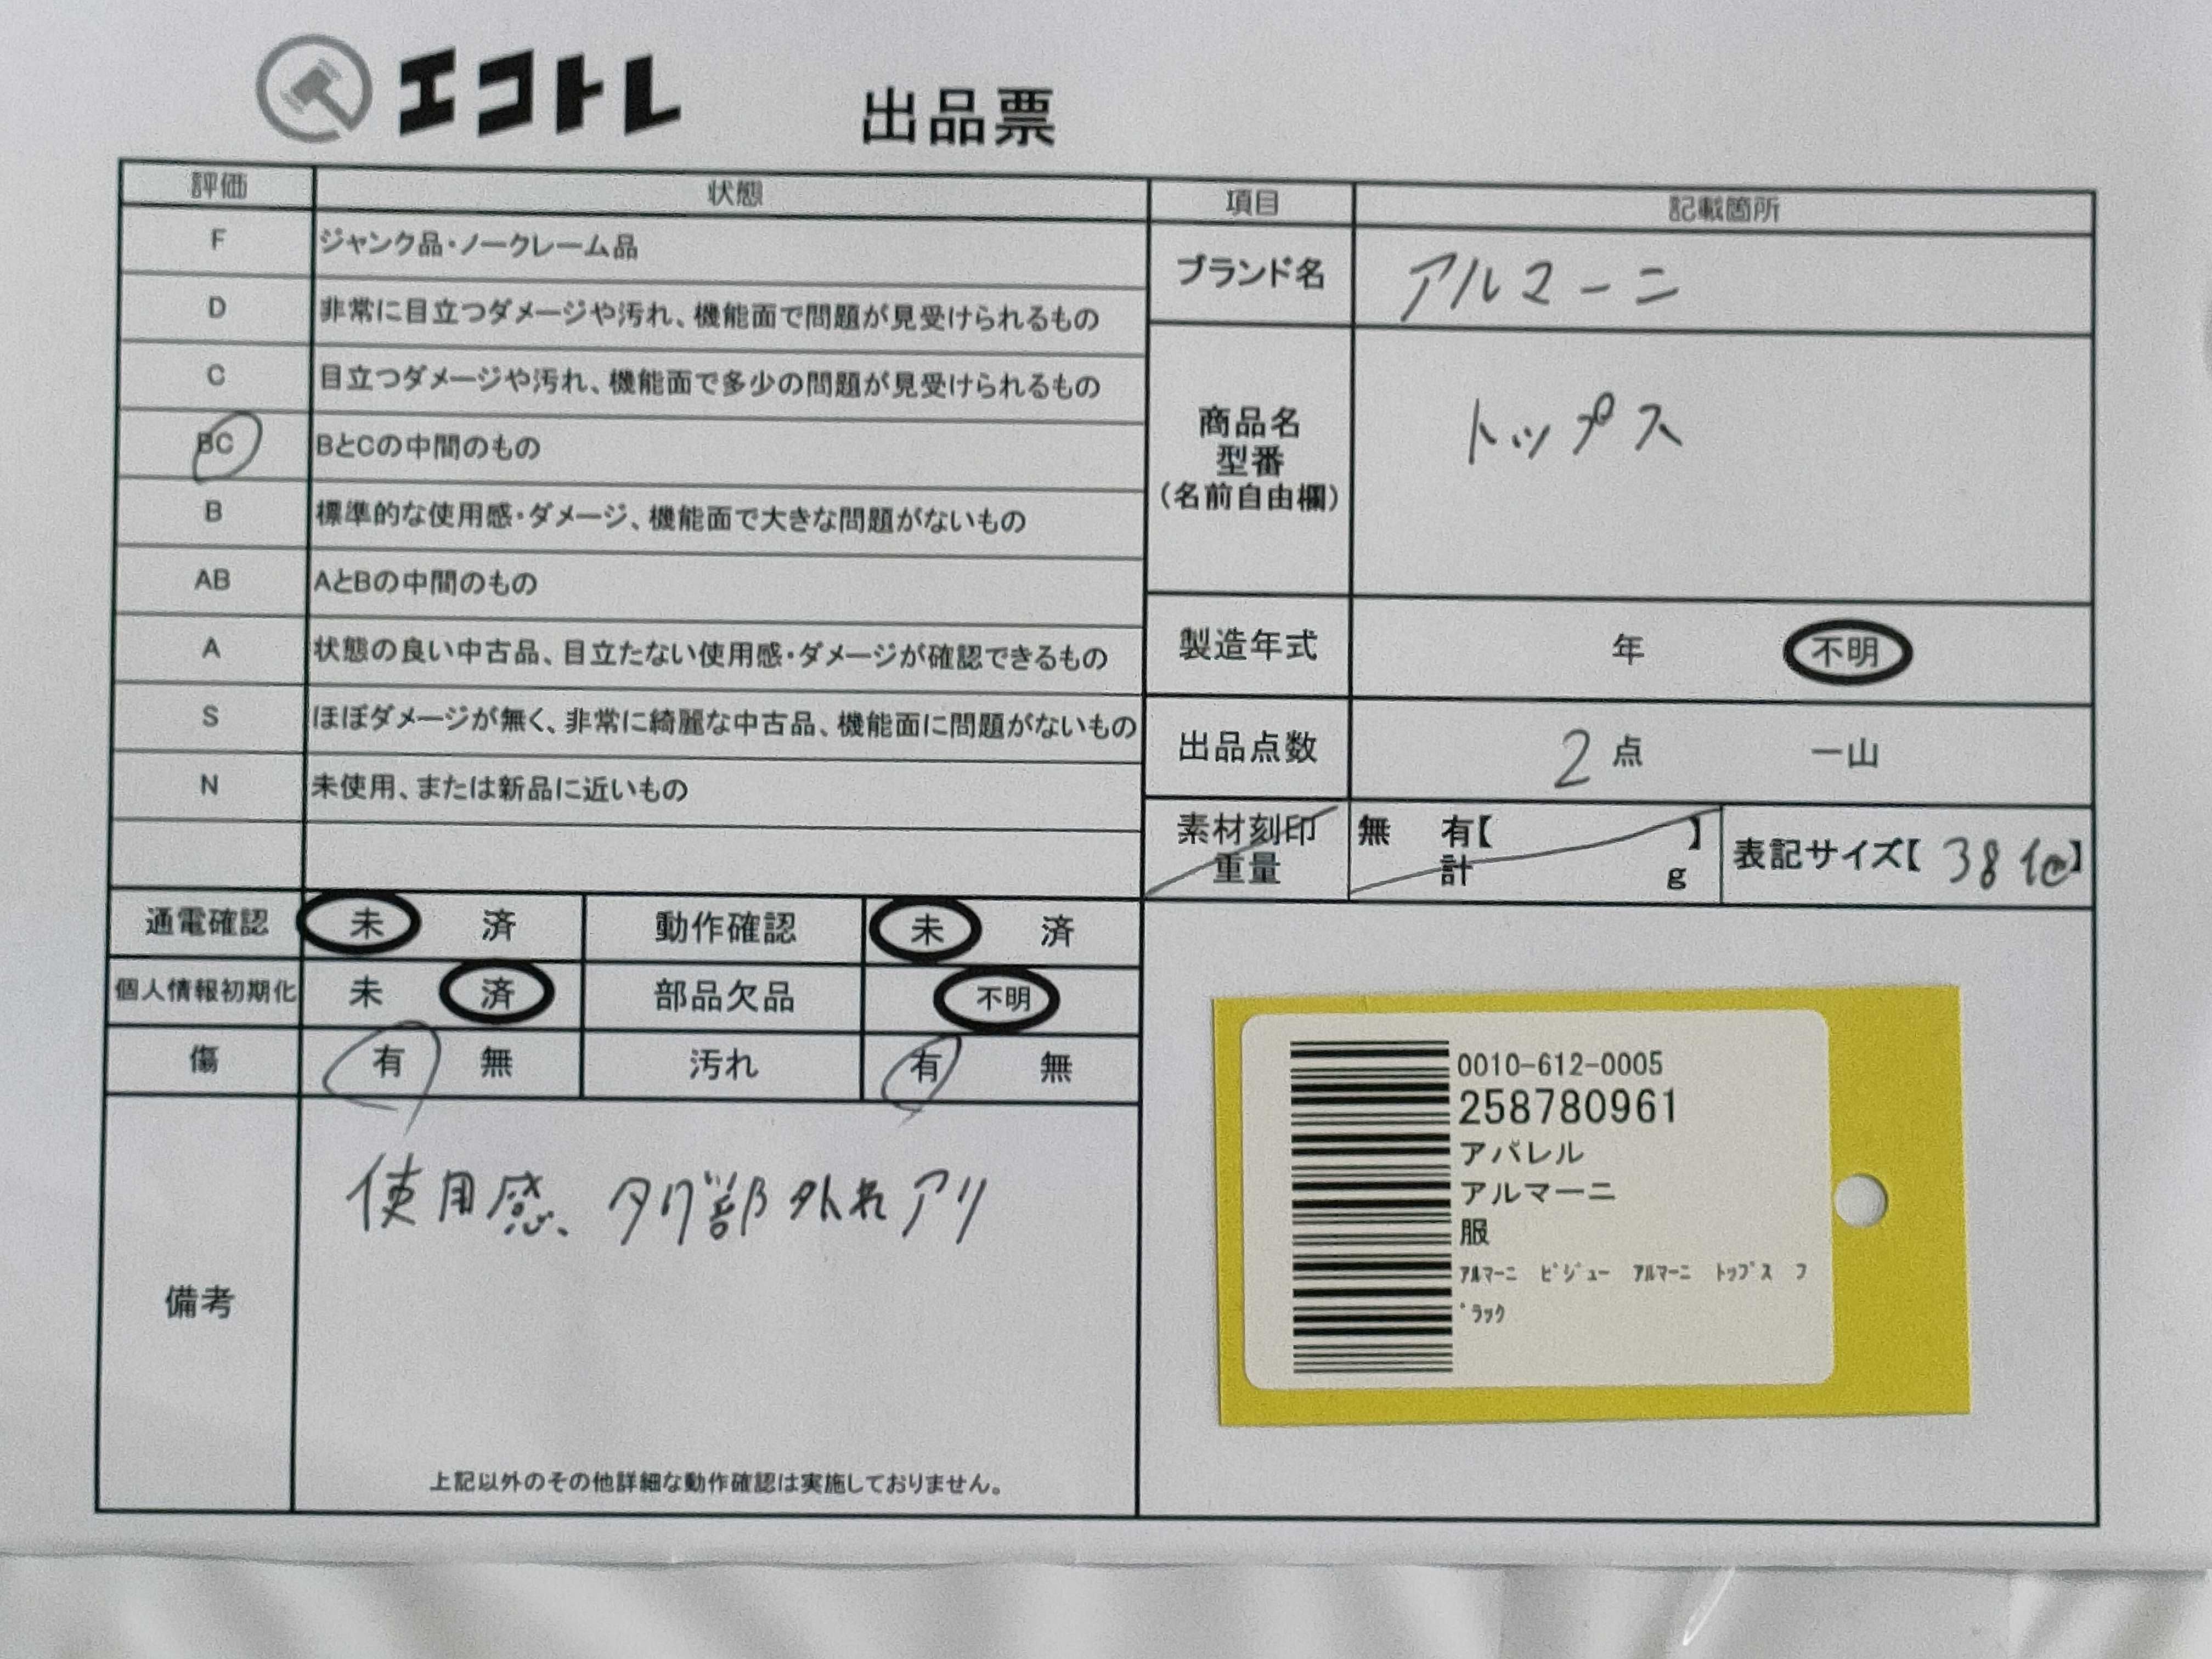 エコトレ 出品票
評価 状態
F ジャンク品・ノークレーム品
D 非常に目立つダメージや汚れ、機能面で問題が見受けられるもの
C 目立つダメージや汚れ、機能面で多少の問題が見受けられるもの
BC BとCの中間のもの
B 標準的な使用感・ダメージ、機能面で大きな問題がないもの
AB AとBの中間のもの
A 状態の良い中古品、目立たない使用感・ダメージが確認できるもの
S ほぼダメージが無く、非常に綺麗な中古品、機能面に問題がないもの
N 未使用、または新品に近いもの
項目 記載箇所
ブランド名 アルマーニ
商品名
型番
(名前自由欄)
トップス
製造年式 年 不明
出品点数 2点 一山
素材刻印 無 有【 】
重量 計 g
表記サイズ【38 他】
通電確認 未 済 動作確認 未 済
個人情報初期化 未 済 部品欠品 不明
傷 有 無 汚れ 有 無
備考
使用感、タグ部外れアリ
上記以外のその他詳細な動作確認は実施しておりません。
0010-612-0005
258780961
アパレル
アルマーニ
服
ｱﾙﾏｰﾆ ﾋﾞｼﾞｭｰ ｱﾙﾏｰﾆ ﾄｯﾌﾟｽ ﾌ
ﾞﾗｯｸ